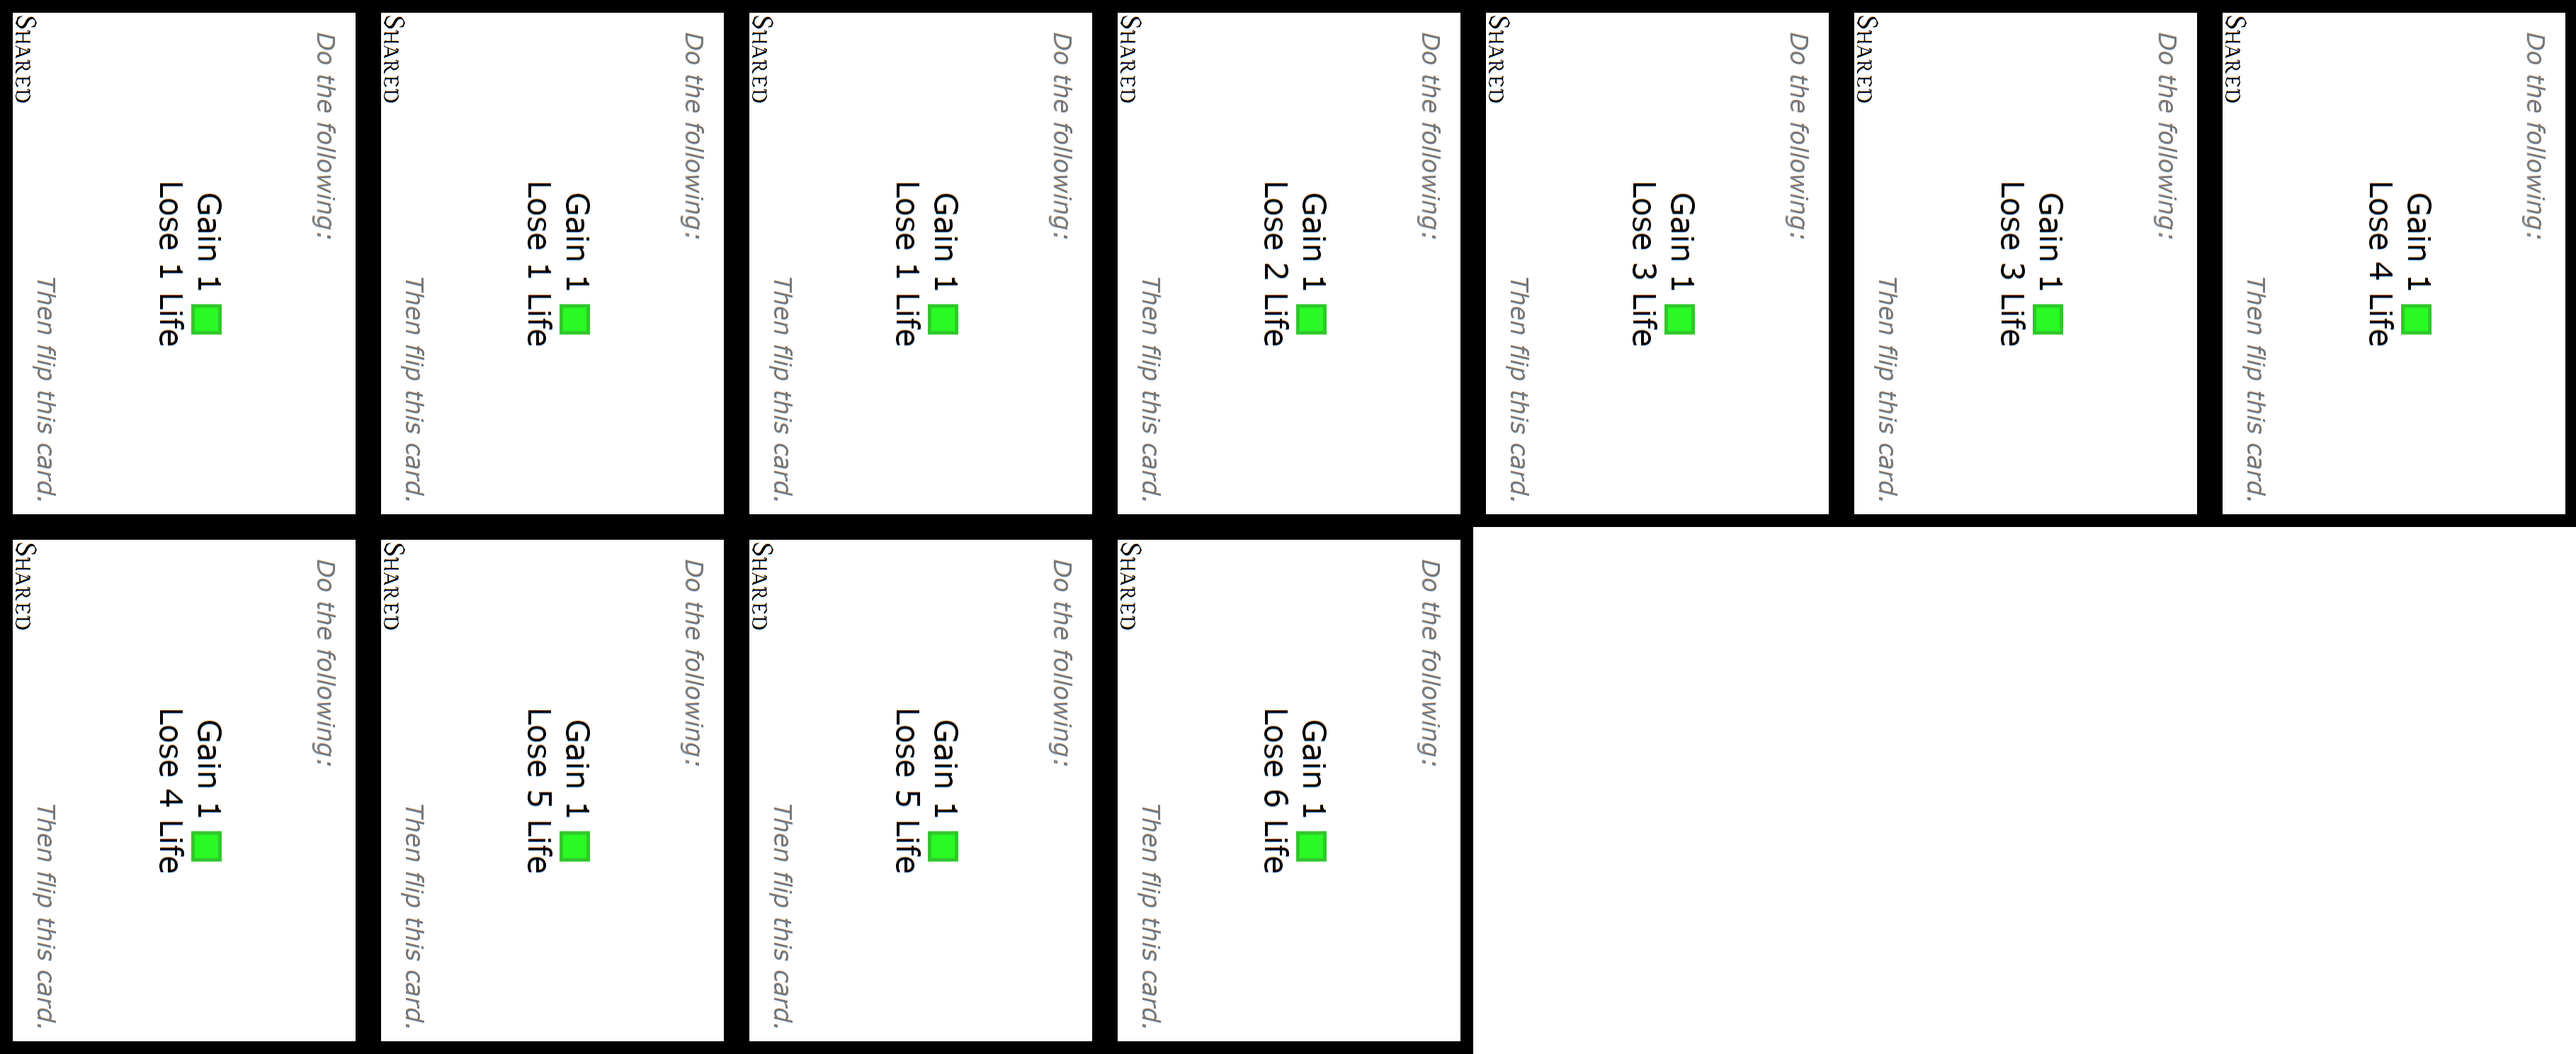 Do the following:
Gain 1
Lose 1 Life
Then flip this card.
SHARED
Do the following:
Gain 1
Lose 1 Life
Then flip this card.
SHARED
Do the following:
Gain 1
Lose 1 Life
Then flip this card.
SHARED
Do the following:
Gain 1
Lose 2 Life
Then flip this card.
SHARED
Do the following:
Gain 1
Lose 3 Life
Then flip this card.
SHARED
Do the following:
Gain 1
Lose 3 Life
Then flip this card.
SHARED
Do the following:
Gain 1
Lose 4 Life
Then flip this card.
SHARED
Do the following:
Gain 1
Lose 4 Life
Then flip this card.
SHARED
Do the following:
Gain 1
Lose 5 Life
Then flip this card.
SHARED
Do the following:
Gain 1
Lose 5 Life
Then flip this card.
SHARED
Do the following:
Gain 1
Lose 6 Life
Then flip this card.
SHARED